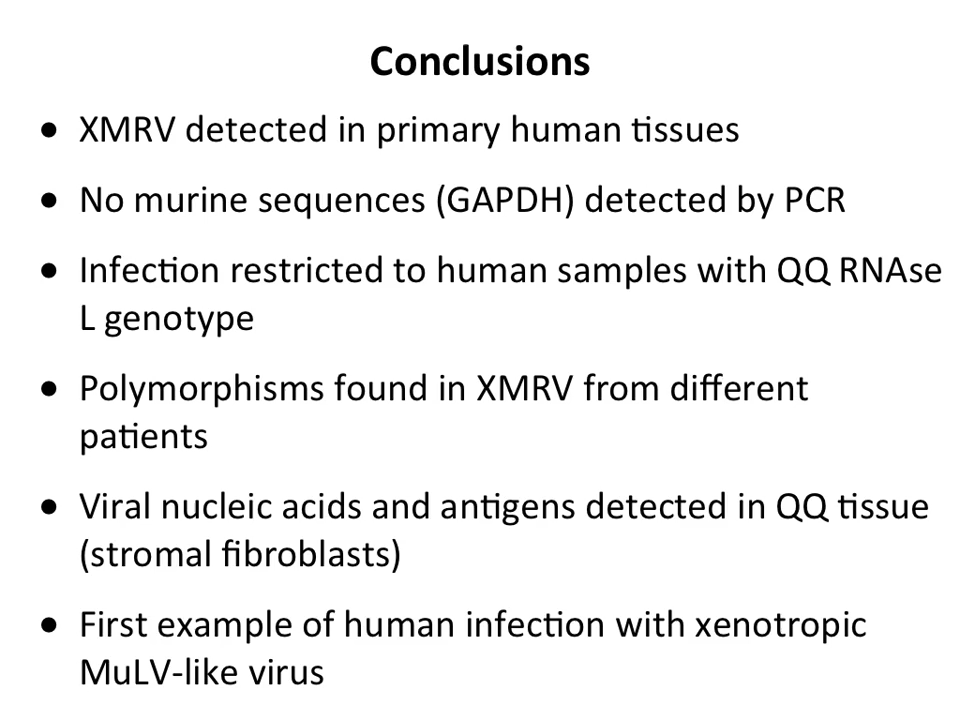 Conclusions
• XMRV detected in primary human tissues
• No murine sequences (GAPDH) detected by PCR
• Infection restricted to human samples with QQ RNAse
L genotype
• Polymorphisms found in XMRV from different
patients
• Viral nucleic acids and antigens detected in QQ tissue
(stromal fibroblasts)
• First example of human infection with xenotropic
MuLV-like virus